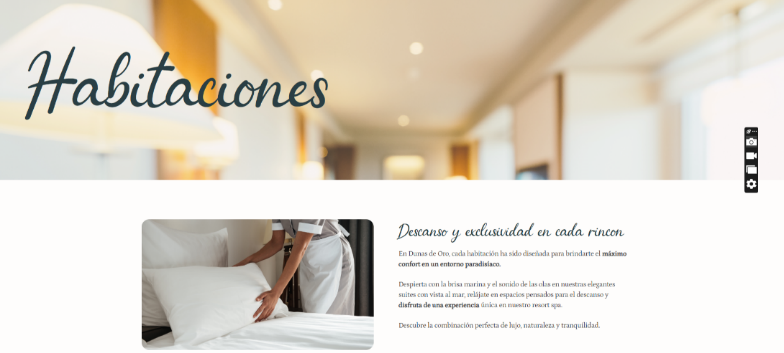 Habitaciones
Descanso y exclusividad en cada rincon
En Dunas de Oro, cada habitación ha sido diseñada para brindarte el máximo
confort en un entorno paradisíaco.
Despierta con la brisa marina y el sonido de las olas en nuestras elegantes
suites con vista al mar, relájate en espacios pensados para el descanso y
disfruta de una experiencia única en nuestro resort spa.
Descubre la combinación perfecta de lujo, naturaleza y tranquilidad.